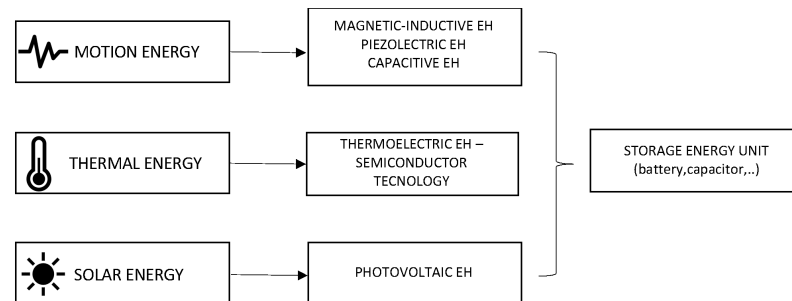 MOTION ENERGY
MAGNETIC-INDUCTIVE EH
PIEZOLECTRIC EH
CAPACITIVE EH
THERMAL ENERGY
THERMOELECTRIC EH –
SEMICONDUCTOR
TECNOLOGY
STORAGE ENERGY UNIT
(battery,capacitor,..)
SOLAR ENERGY
PHOTOVOLTAIC EH